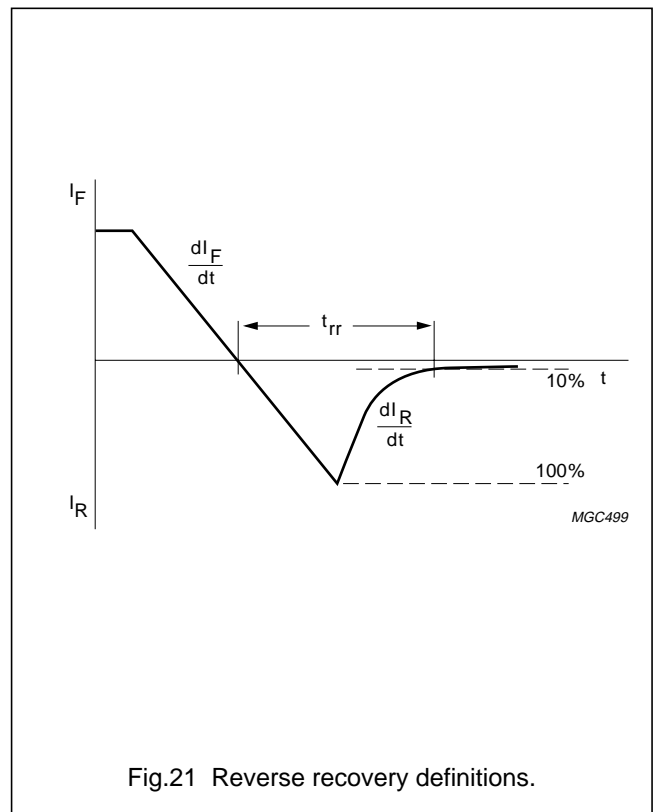 I_F
dI_F
dt
t_rr
10% t
dI_R
dt
100%
I_R
MGC499
Fig.21 Reverse recovery definitions.